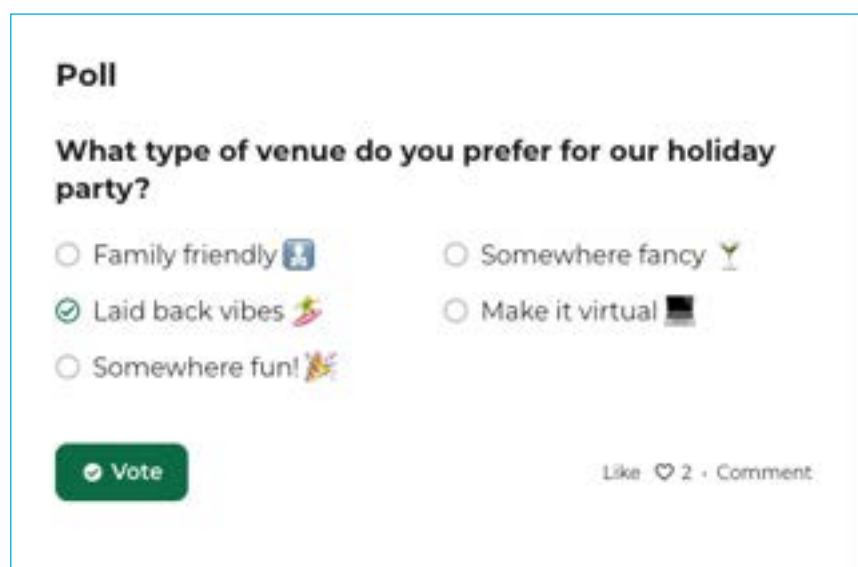 Poll
What type of venue do you prefer for our holiday
party?
Family friendly
Somewhere fancy
Laid back vibes
Make it virtual
Somewhere fun!
Vote
Like 2 · Comment